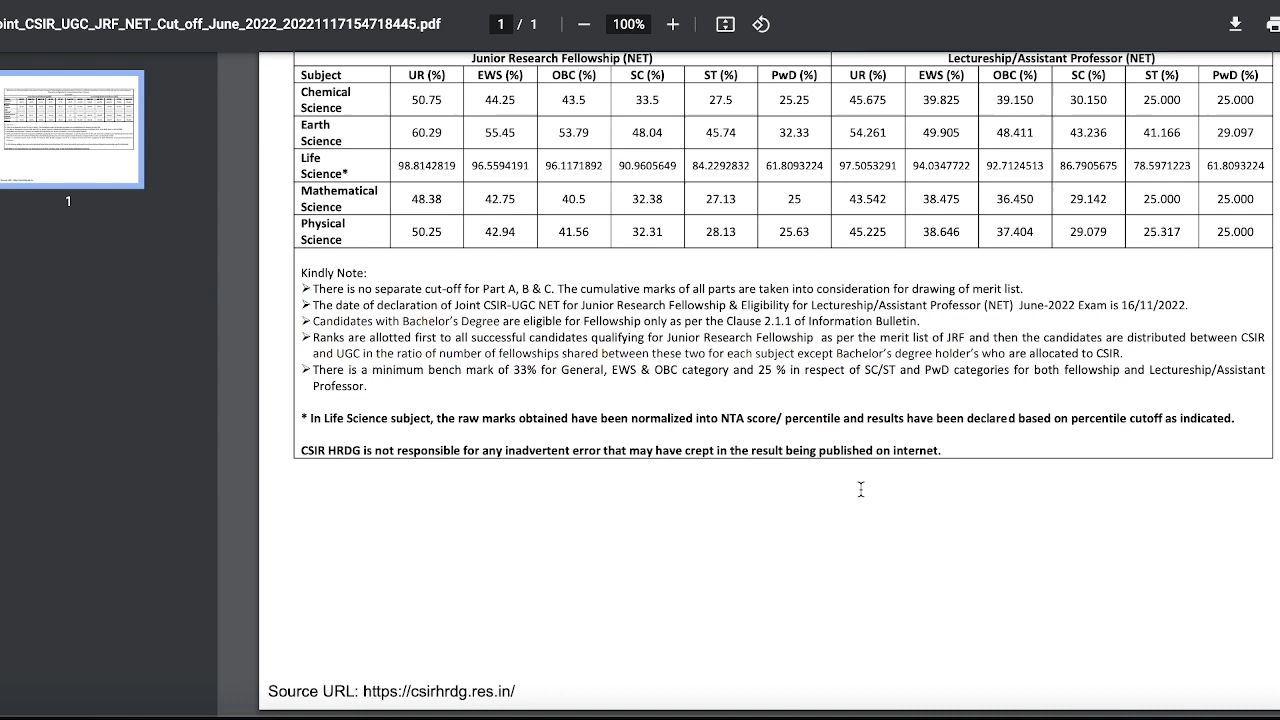 oint_CSIR_UGC_JRF_NET_Cut_off_June_2022_20221117154718445.pdf 1 / 1 100%
Junior Research Fellowship (NET) Lectureship/Assistant Professor (NET)
Subject UR (%) EWS (%) OBC (%) SC (%) ST (%) PwD (%) UR (%) EWS (%) OBC (%) SC (%) ST (%) PwD (%)
Chemical Science 50.75 44.25 43.5 33.5 27.5 25.25 45.675 39.825 39.150 30.150 25.000 25.000
Earth Science 60.29 55.45 53.79 48.04 45.74 32.33 54.261 49.905 48.411 43.236 41.166 29.097
Life Science* 98.8142819 96.5594191 96.1171892 90.9605649 84.2292832 61.8093224 97.5053291 94.0347722 92.7124513 86.7905675 78.5971223 61.8093224
Mathematical Science 48.38 42.75 40.5 32.38 27.13 25 43.542 38.475 36.450 29.142 25.000 25.000
Physical Science 50.25 42.94 41.56 32.31 28.13 25.63 45.225 38.646 37.404 29.079 25.317 25.000
Kindly Note:
➢There is no separate cut-off for Part A, B & C. The cumulative marks of all parts are taken into consideration for drawing of merit list.
➢The date of declaration of Joint CSIR-UGC NET for Junior Research Fellowship & Eligibility for Lectureship/Assistant Professor (NET) June-2022 Exam is 16/11/2022.
➢Candidates with Bachelor's Degree are eligible for Fellowship only as per the Clause 2.1.1 of Information Bulletin.
➢Ranks are allotted first to all successful candidates qualifying for Junior Research Fellowship as per the merit list of JRF and then the candidates are distributed between CSIR
and UGC in the ratio of number of fellowships shared between these two for each subject except Bachelor's degree holder's who are allocated to CSIR.
➢There is a minimum bench mark of 33% for General, EWS & OBC category and 25 % in respect of SC/ST and PwD categories for both fellowship and Lectureship/Assistant
Professor.
* In Life Science subject, the raw marks obtained have been normalized into NTA score/ percentile and results have been declared based on percentile cutoff as indicated.
CSIR HRDG is not responsible for any inadvertent error that may have crept in the result being published on internet.
1
Source URL: https://csirhrdg.res.in/